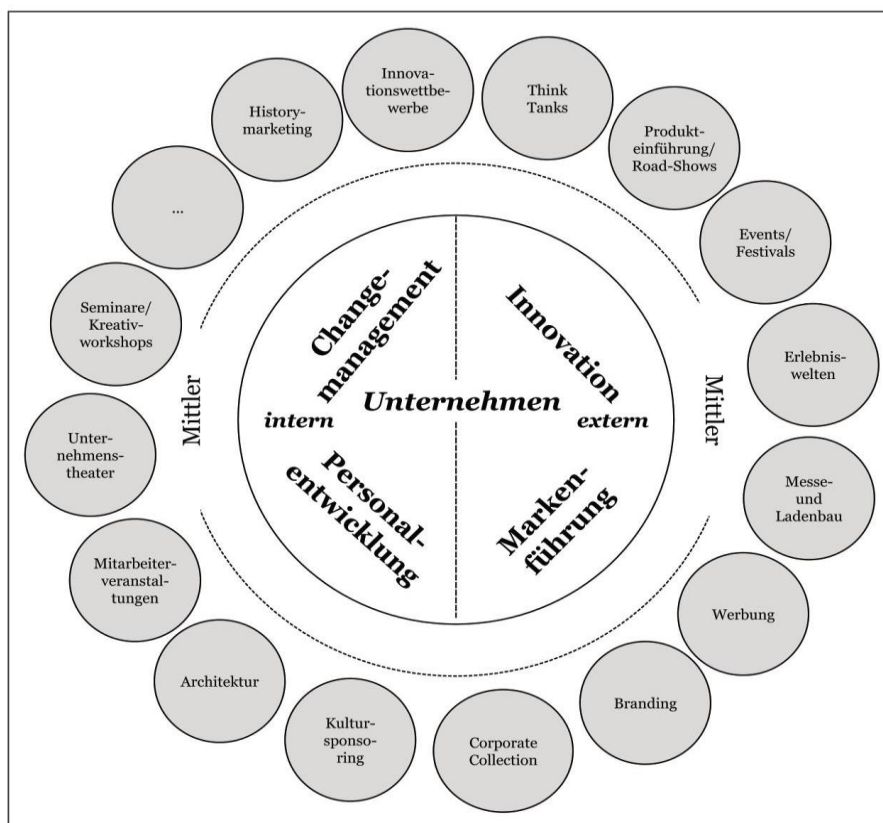 Innova-
tionswettbe-
werbe
Think
Tanks
Produkt-
einführung/
Road-Shows
Events/
Festivals
Erlebnis-
welten
Messe-
und
Ladenbau
Werbung
Branding
Corporate
Collection
Kultur-
sponso-
ring
Architektur
Mitarbeiter-
veranstal-
tungen
Unter-
nehmens-
theater
Seminare/
Kreativ-
workshops
...
History-
marketing
Mittler
Mittler
Change-
management
Innovation
Unternehmen
intern
extern
Personal-
entwicklung
Marken-
führung